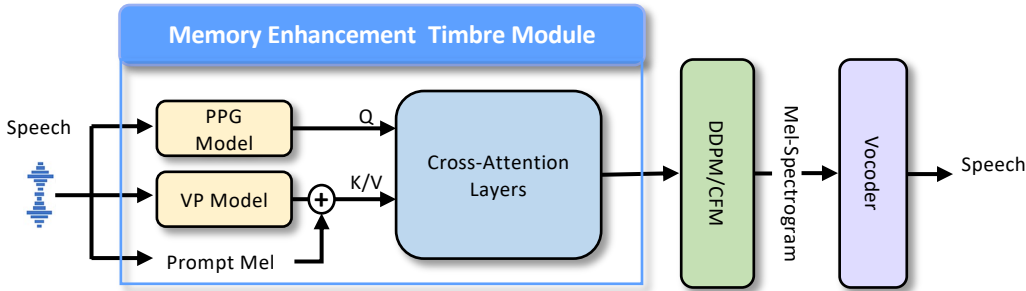 Memory Enhancement Timbre Module
Speech
PPG
Model
Q
VP Model
+
K/V
Prompt Mel
Cross-Attention
Layers
DDPM/CFM
Mel-Spectrogram
Vocoder
Speech